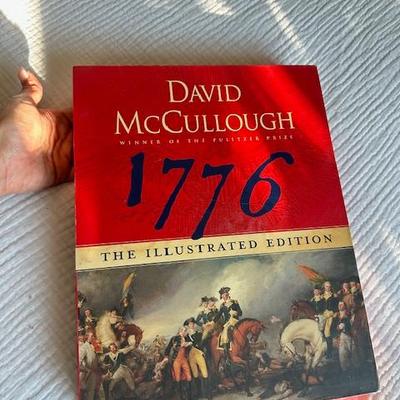 DAVID
McCULLOUGH
WINNER OF THE PULITZER PRIZE
1776
THE ILLUSTRATED EDITION